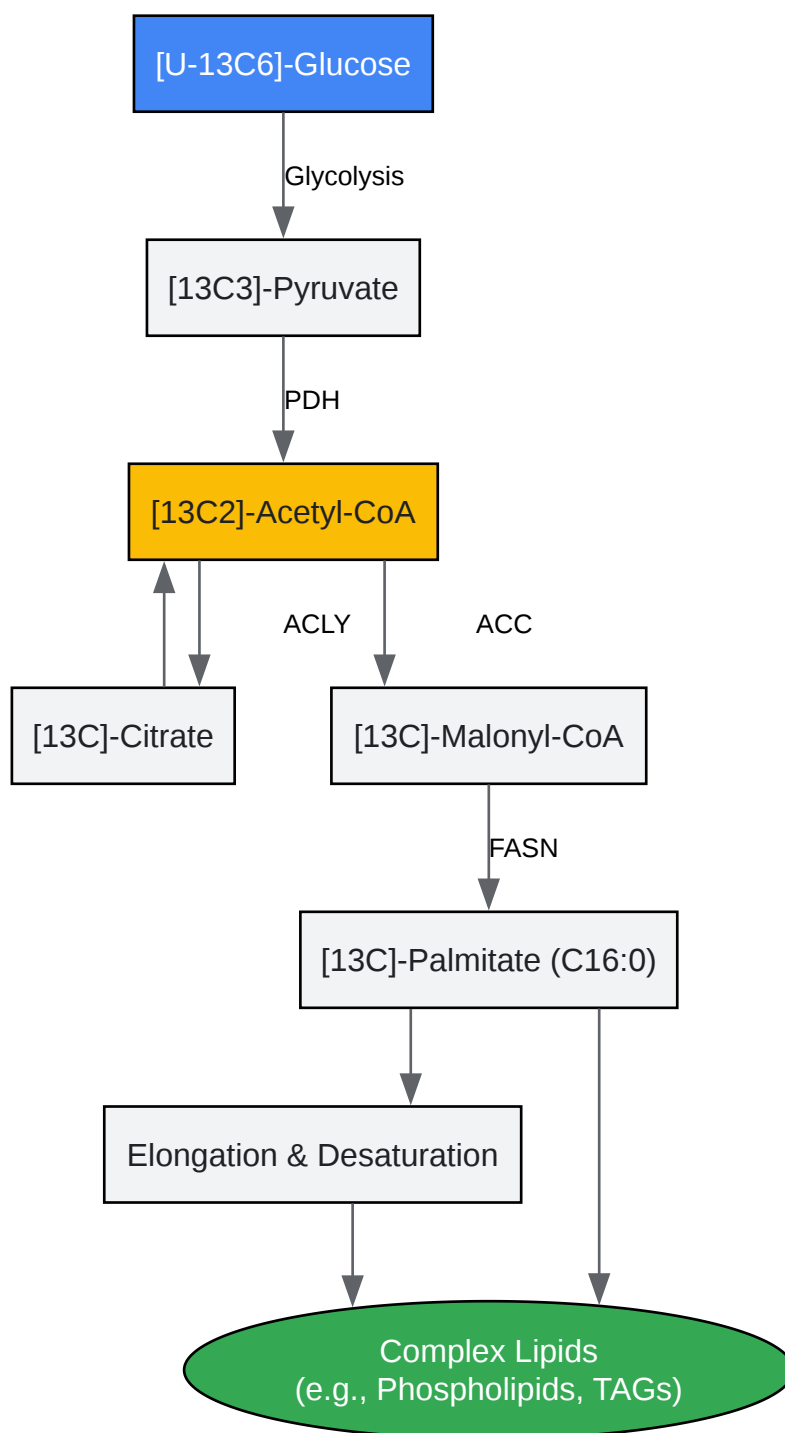 [U-13C6]-Glucose
Glycolysis
[13C3]-Pyruvate
PDH
[13C2]-Acetyl-CoA
ACLY
ACC
[13C]-Citrate
[13C]-Malonyl-CoA
FASN
[13C]-Palmitate (C16:0)
Elongation & Desaturation
Complex Lipids
(e.g., Phospholipids, TAGs)